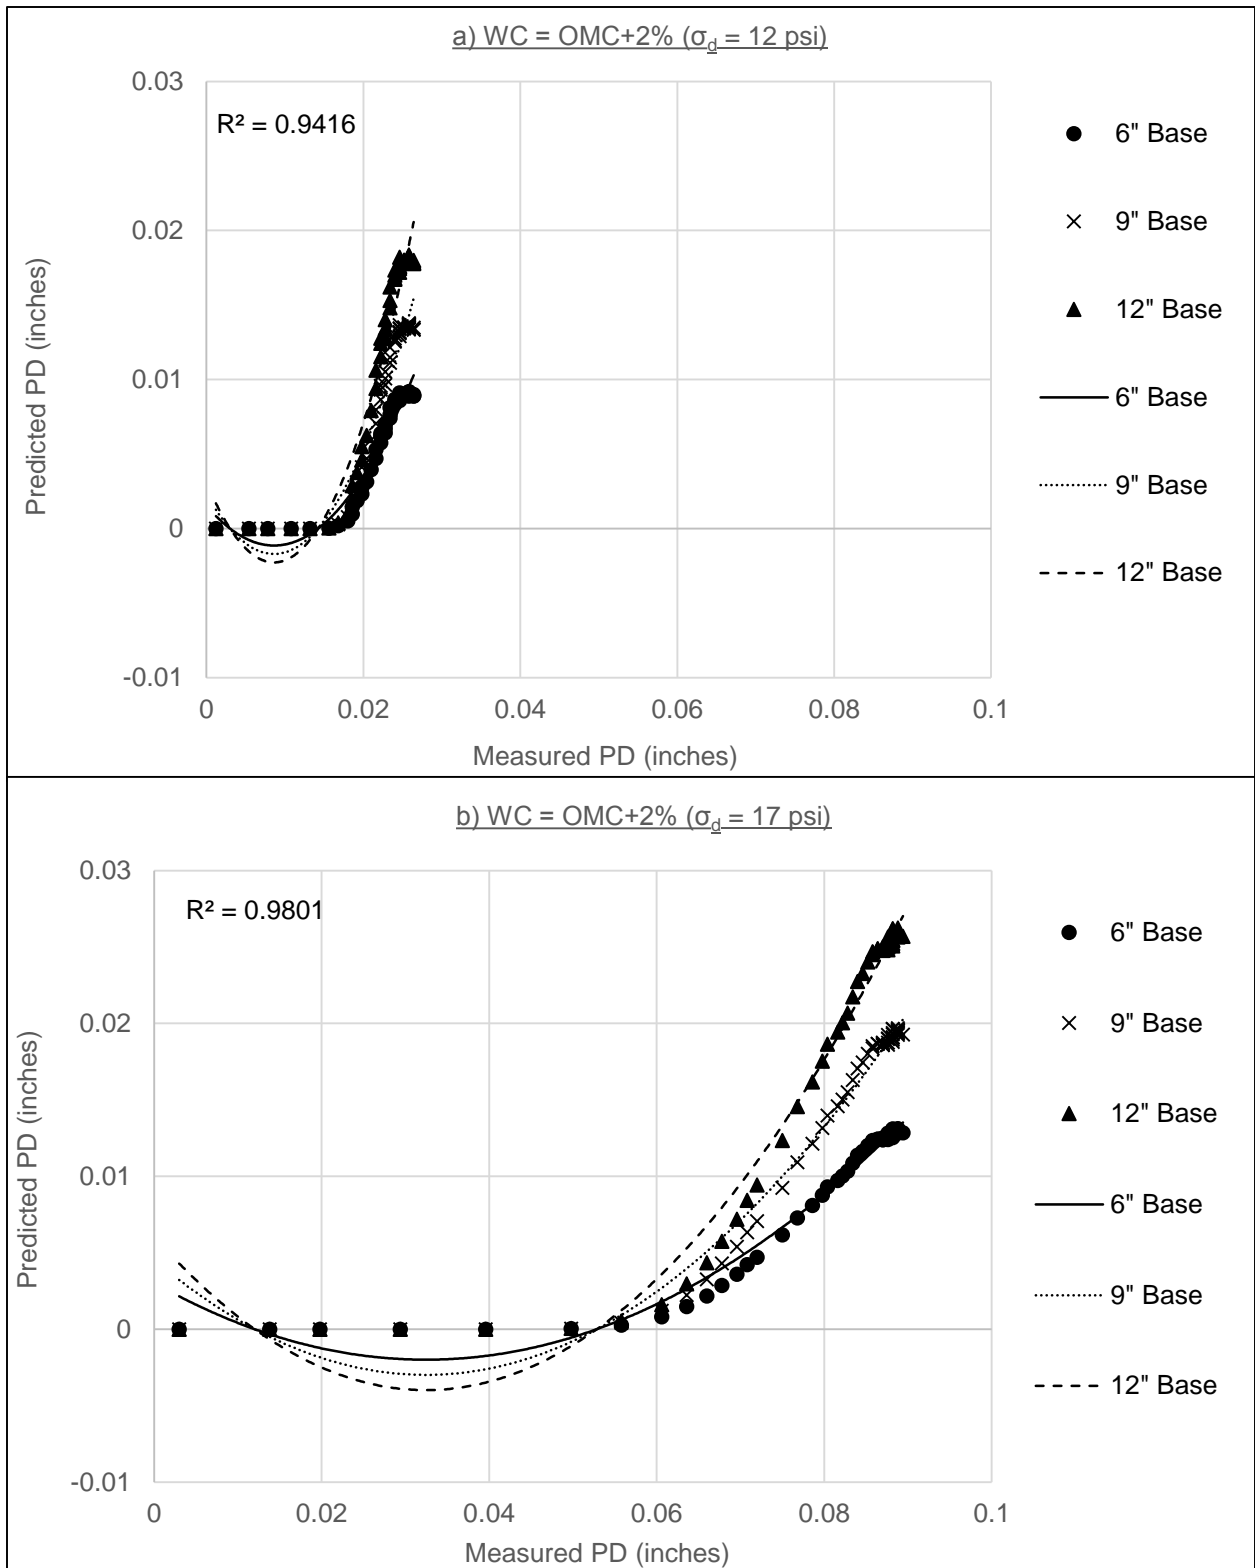 a) WC = OMC+2% (σd = 12 psi)
0.03
R² = 0.9416
0.02
0.01
0
-0.01
Predicted PD (inches)
0 0.02 0.04 0.06 0.08 0.1
Measured PD (inches)
6" Base
9" Base
12" Base
6" Base
9" Base
12" Base
b) WC = OMC+2% (σd = 17 psi)
0.03
R² = 0.9801
0.02
0.01
0
-0.01
Predicted PD (inches)
0 0.02 0.04 0.06 0.08 0.1
Measured PD (inches)
6" Base
9" Base
12" Base
6" Base
9" Base
12" Base